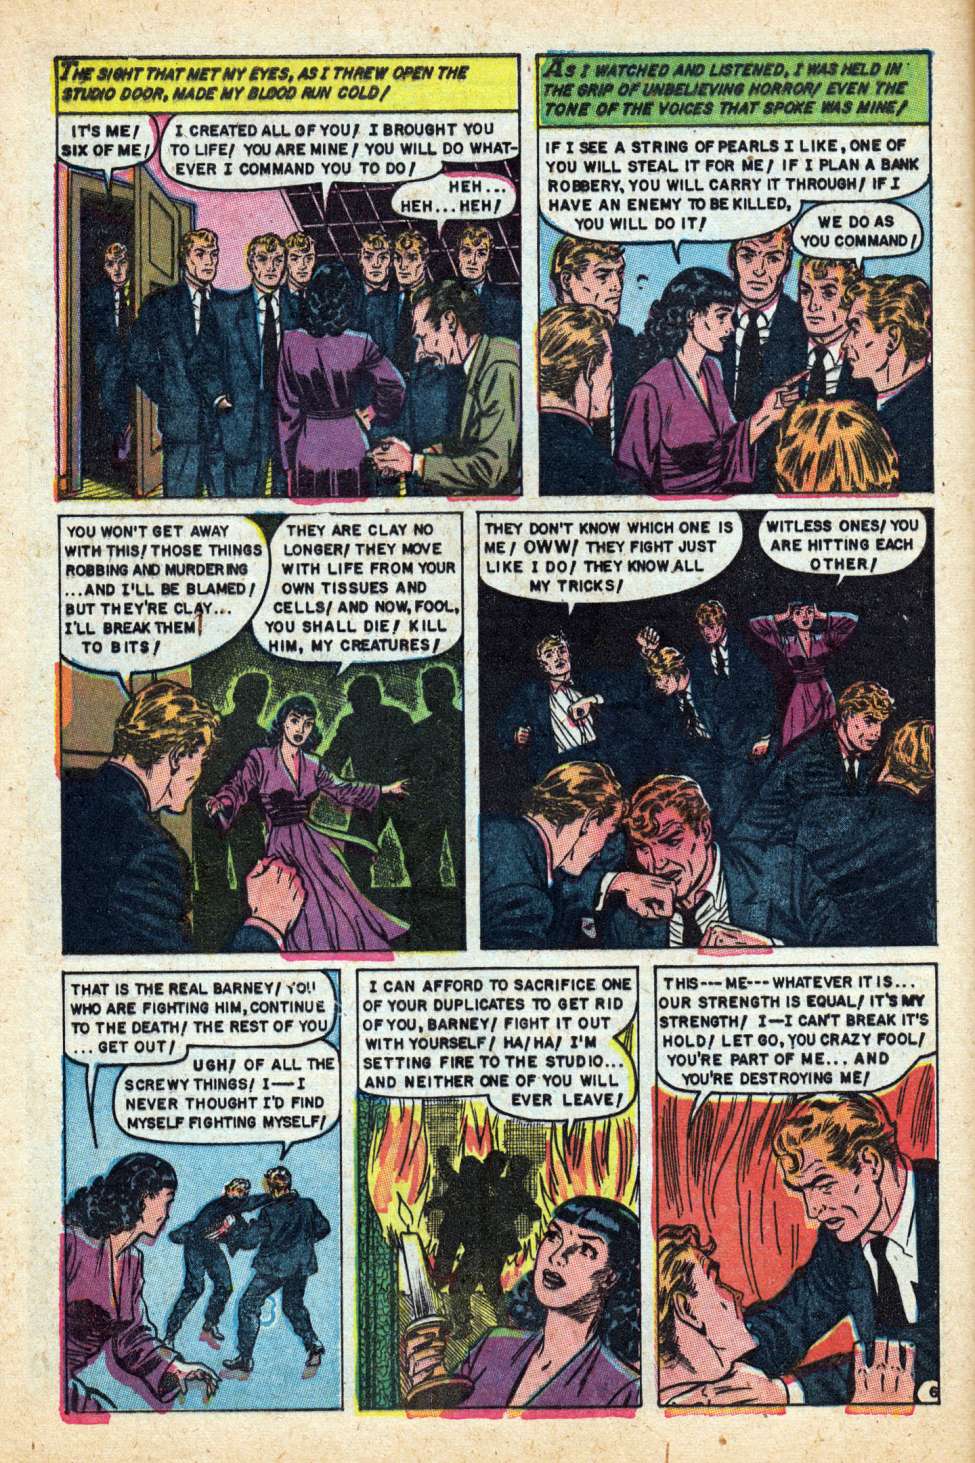 THE SIGHT THAT MET MY EYES, AS I THREW OPEN THE
STUDIO DOOR, MADE MY BLOOD RUN COLD!
IT'S ME!
SIX OF ME!
I CREATED ALL OF YOU! I BROUGHT YOU
TO LIFE! YOU ARE MINE! YOU WILL DO WHAT-
EVER I COMMAND YOU TO DO!
HEH...
HEH...HEH!
AS I WATCHED AND LISTENED, I WAS HELD IN
THE GRIP OF UNBELIEVING HORROR! EVEN THE
TONE OF THE VOICES THAT SPOKE WAS MINE!
IF I SEE A STRING OF PEARLS I LIKE, ONE OF
YOU WILL STEAL IT FOR ME! IF I PLAN A BANK
ROBBERY, YOU WILL CARRY IT THROUGH! IF I
HAVE AN ENEMY TO BE KILLED,
YOU WILL DO IT!
WE DO AS
YOU COMMAND!
YOU WON'T GET AWAY
WITH THIS! THOSE THINGS
ROBBING AND MURDERING
...AND I'LL BE BLAMED!
BUT THEY'RE CLAY...
I'LL BREAK THEM
TO BITS!
THEY ARE CLAY NO
LONGER! THEY MOVE
WITH LIFE FROM YOUR
OWN TISSUES AND
CELLS! AND NOW, FOOL,
YOU SHALL DIE! KILL
HIM, MY CREATURES!
THEY DON'T KNOW WHICH ONE IS
ME! OWW! THEY FIGHT JUST
LIKE I DO! THEY KNOW ALL
MY TRICKS!
WITLESS ONES! YOU
ARE HITTING EACH
OTHER!
THAT IS THE REAL BARNEY! YOU
WHO ARE FIGHTING HIM, CONTINUE
TO THE DEATH! THE REST OF YOU
...GET OUT!
UGH! OF ALL THE
SCREWY THINGS! I--I
NEVER THOUGHT I'D FIND
MYSELF FIGHTING MYSELF!
I CAN AFFORD TO SACRIFICE ONE
OF YOUR DUPLICATES TO GET RID
OF YOU, BARNEY! FIGHT IT OUT
WITH YOURSELF! HA! HA! I'M
SETTING FIRE TO THE STUDIO...
AND NEITHER ONE OF YOU WILL
EVER LEAVE!
THIS---ME---WHATEVER IT IS...
OUR STRENGTH IS EQUAL! IT'S MY
STRENGTH! I--I CAN'T BREAK IT'S
HOLD! LET GO, YOU CRAZY FOOL!
YOU'RE PART OF ME... AND
YOU'RE DESTROYING ME!
6